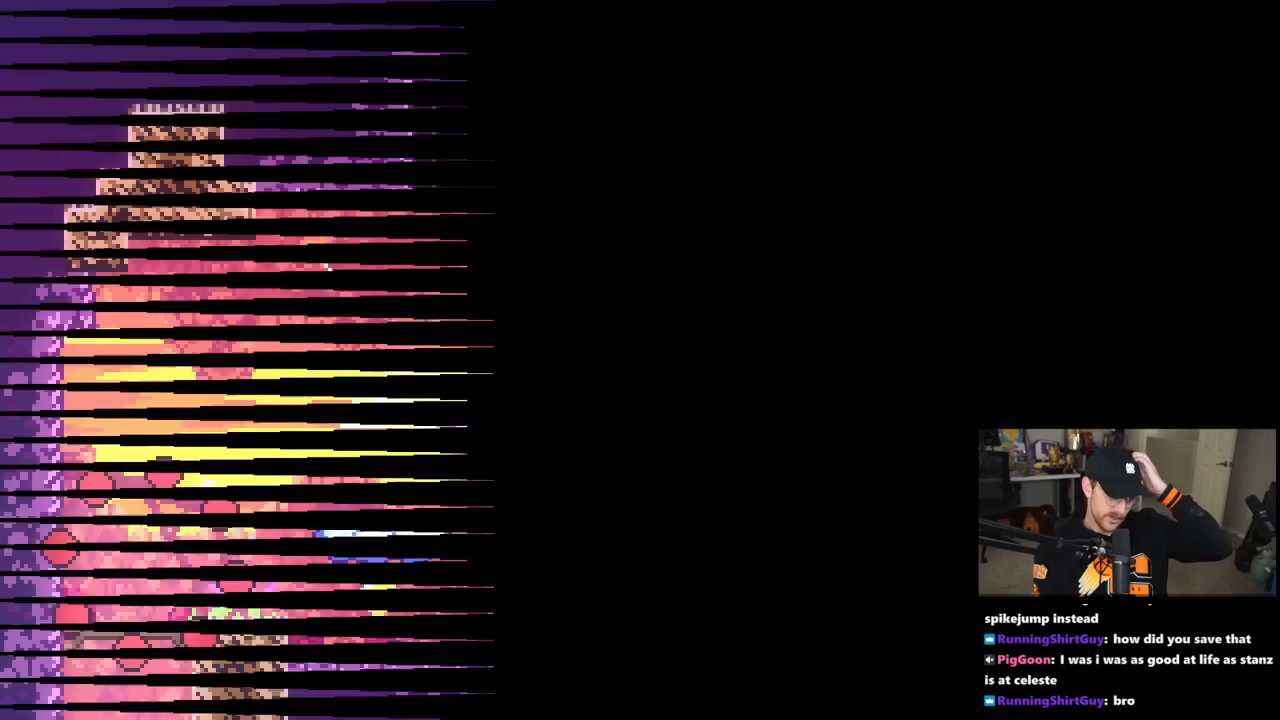 spikejump instead
RunningShirtGuy: how did you save that
PigGoon: I was i was as good at life as stanz
is at celeste
RunningShirtGuy: bro